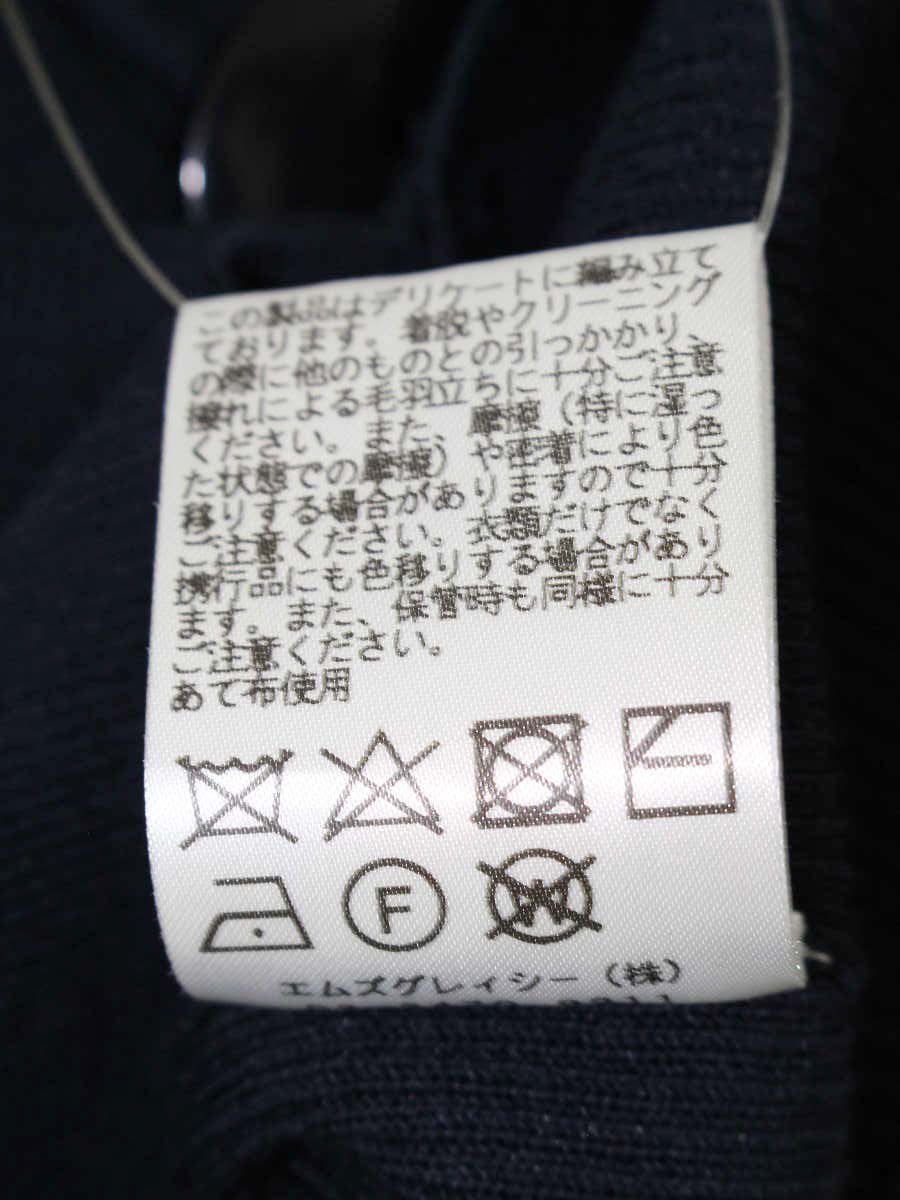 この製品はデリケートに編み立て
ております。着脱やクリーニング
の際に他のものとの引っかかり、
擦れによる毛羽立ちに十分ご注意
ください。また、摩擦(特に湿っ
た状態での摩擦)や重着により色
移りする場合があります。
ご注意ください。衣類だけでなく
携行品にもた色移りする場合があり
ます。また、保管時も同様に十分
ご注意ください。
あて布使用
F
W
エムズグレイシー(株)